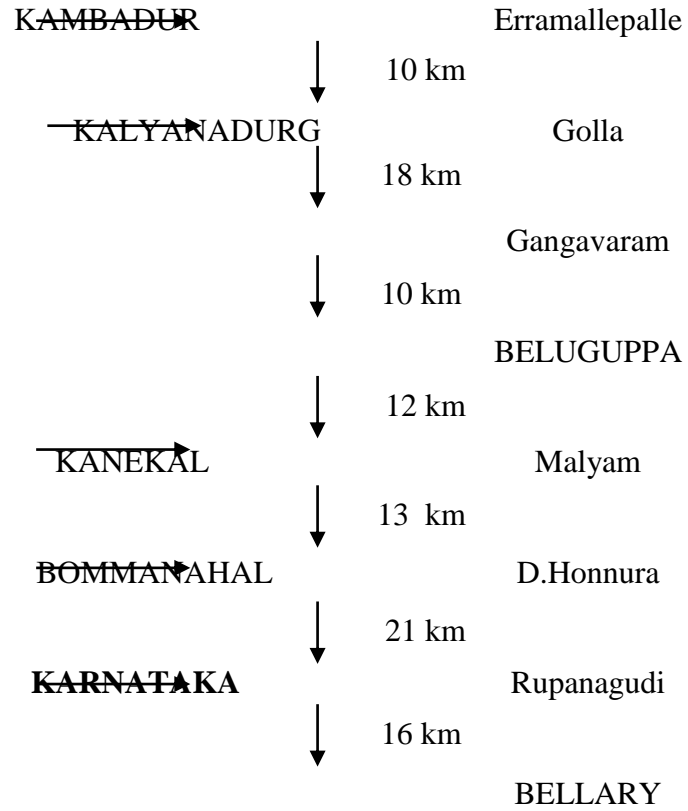 KAMBADUR Erramallepalle
10 km
KALYANADURG Golla
18 km
Gangavaram
10 km
BELUGUPPA
12 km
KANEKAL Malyam
13 km
BOMMANAHAL D.Honnura
21 km
KARNATAKA Rupanagudi
16 km
BELLARY